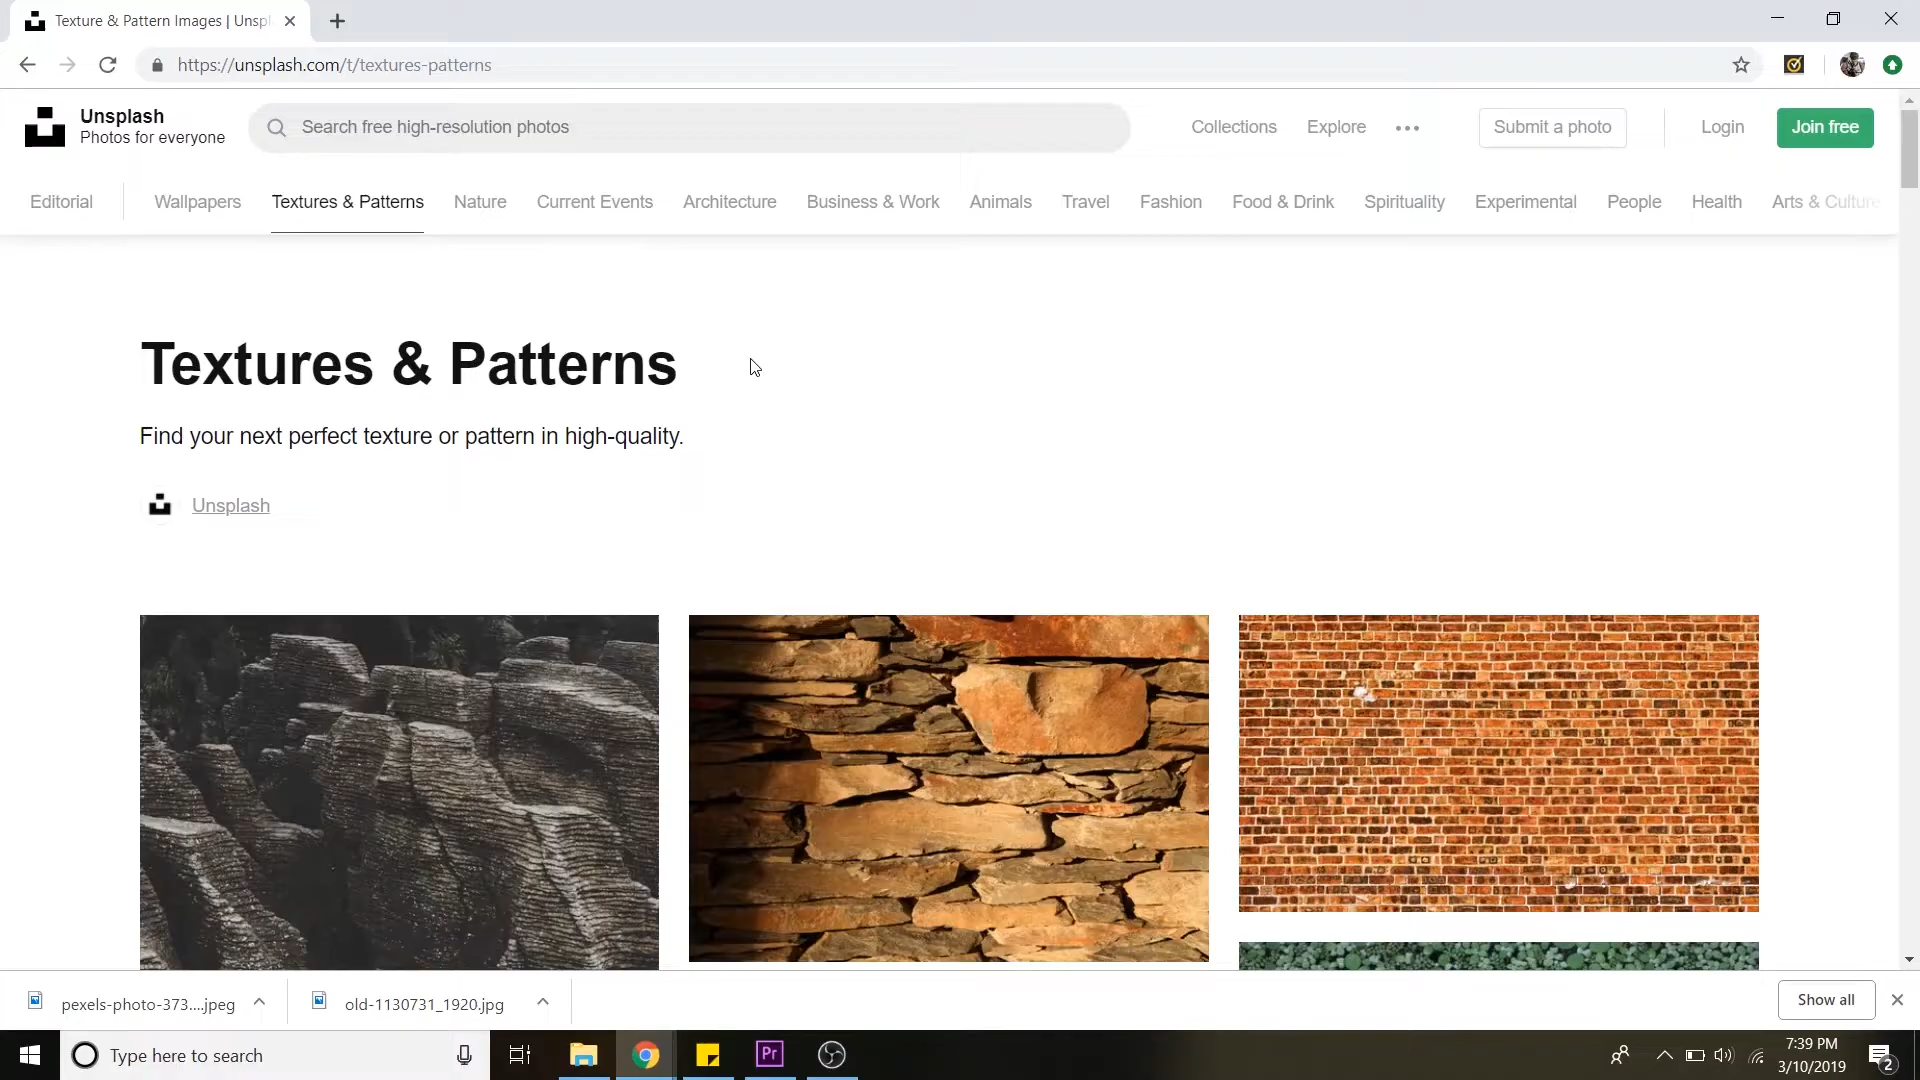 Texture & Pattern Images | Unspl
https://unsplash.com/t/textures-patterns
Unsplash
Photos for everyone
Search free high-resolution photos
Collections
Explore
Submit a photo
Login
Join free
Editorial
Wallpapers
Textures & Patterns
Nature
Current Events
Architecture
Business & Work
Animals
Travel
Fashion
Food & Drink
Spirituality
Experimental
People
Health
Arts & Culture
Textures & Patterns
Find your next perfect texture or pattern in high-quality.
Unsplash
pexels-photo-373....jpeg
old-1130731_1920.jpg
Show all
Type here to search
Pr
7:39 PM
3/10/2019
2